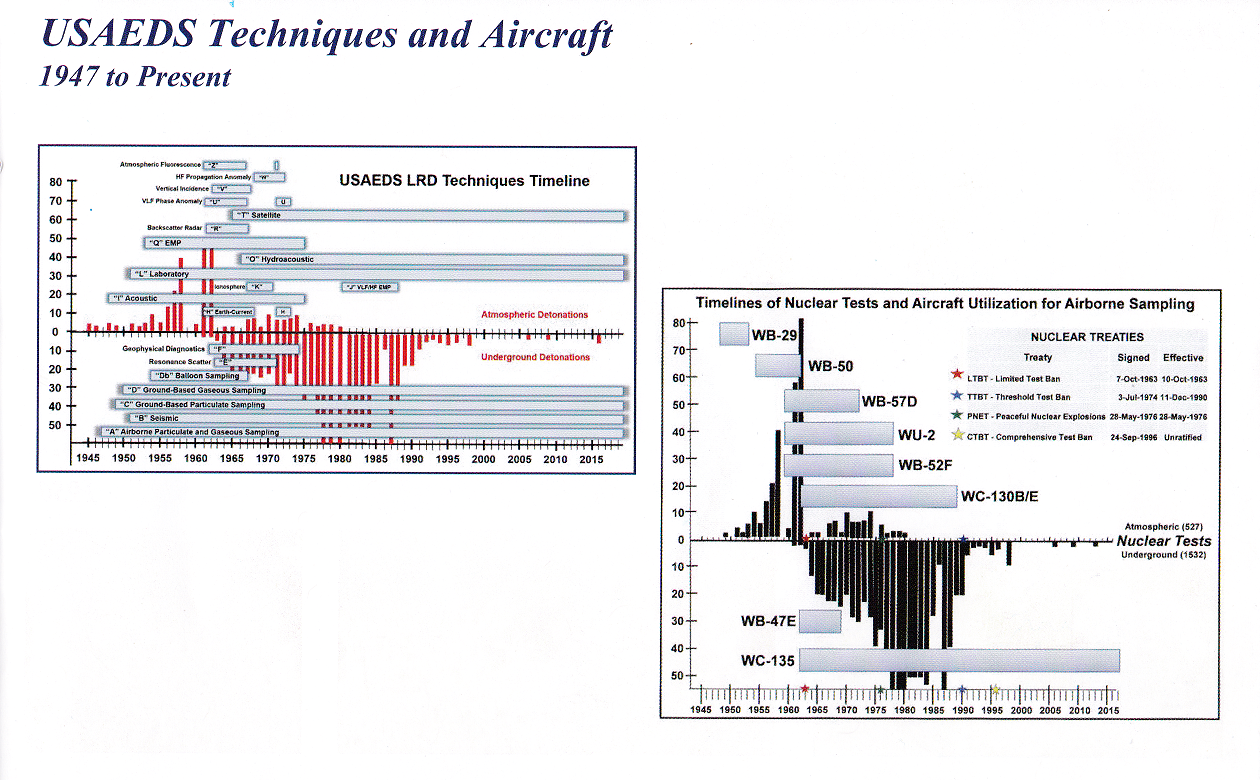 USAEDS Techniques and Aircraft
1947 to Present
USAEDS LRD Techniques Timeline
Atmospheric Fluorescence "Z"
HF Propagation Anomaly "W"
Vertical Incidence "V"
VLF Phase Anomaly "U" U
"T" Satellite
Backscatter Radar "R"
"Q" EMP
"O" Hydroacoustic
"L" Laboratory
Ionosphere "K" "J" VLF/HF EMP
"I" Acoustic
"H" Earth-Current H
Atmospheric Detonations
80
70
60
50
40
30
20
10
0
10
20
30
40
50
Underground Detonations
Geophysical Diagnostics "F"
Resonance Scatter "E"
"Db" Balloon Sampling
"D" Ground-Based Gaseous Sampling
"C" Ground-Based Particulate Sampling
"B" Seismic
"A" Airborne Particulate and Gaseous Sampling
1945 1950 1955 1960 1965 1970 1975 1980 1985 1990 1995 2000 2005 2010 2015
Timelines of Nuclear Tests and Aircraft Utilization for Airborne Sampling
80
70
60
50
40
30
20
10
0
10
20
30
40
50
WB-29
WB-50
WB-57D
WU-2
WB-52F
WC-130B/E
NUCLEAR TREATIES
Treaty Signed Effective
LTBT - Limited Test Ban 7-Oct-1963 10-Oct-1963
TTBT - Threshold Test Ban 3-Jul-1974 11-Dec-1990
PNET - Peaceful Nuclear Explosions 28-May-1976 28-May-1976
CTBT - Comprehensive Test Ban 24-Sep-1996 Unratified
Atmospheric (527)
Nuclear Tests
Underground (1532)
WB-47E
WC-135
1945 1950 1955 1960 1965 1970 1975 1980 1985 1990 1995 2000 2005 2010 2015